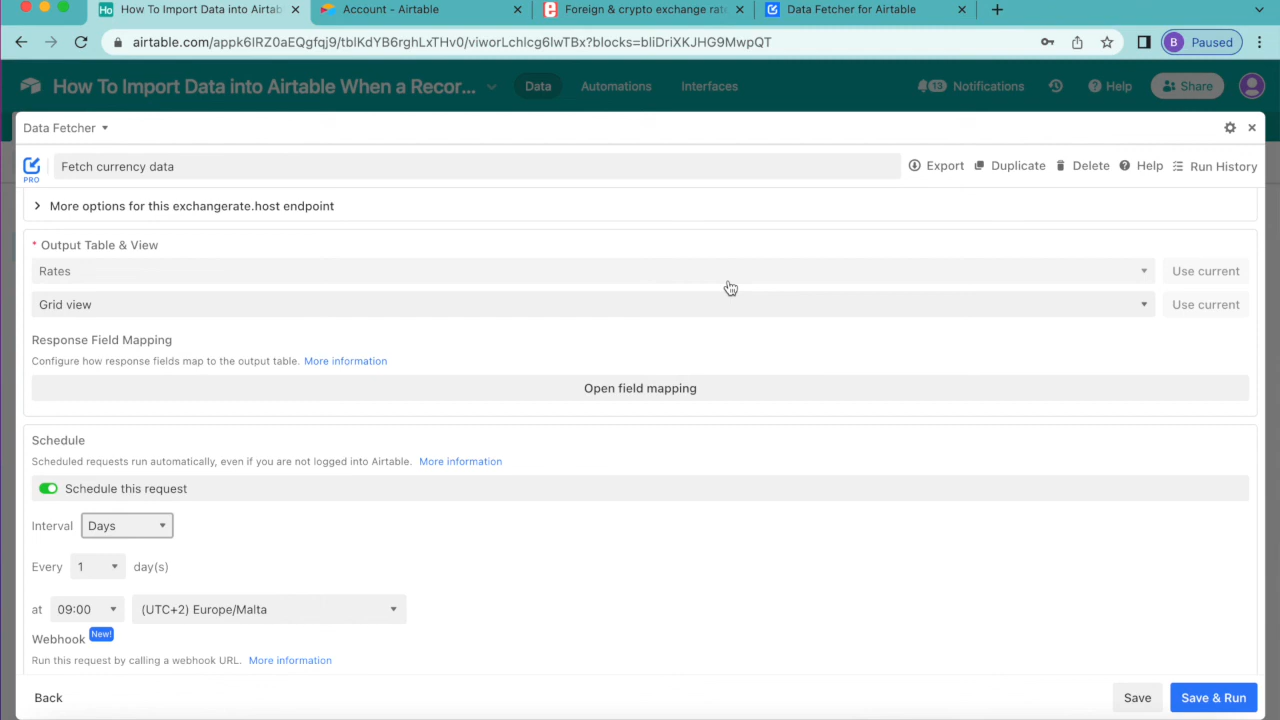 How To Import Data into Airtab
Account - Airtable
Foreign & crypto exchange rat
Data Fetcher for Airtable
airtable.com/appk6IRZ0aEQgfqj9/tblKdYB6rghLxTHv0/viworLchlcg6lwTBx?blocks=bliDriXKJHG9MwpQT
B Paused
How To Import Data into Airtable When a Recor...
Data
Automations
Interfaces
13 Notifications
Help
Share
Data Fetcher
PRO
Fetch currency data
Export
Duplicate
Delete
Help
Run History
More options for this exchangerate.host endpoint
* Output Table & View
Rates
Use current
Grid view
Use current
Response Field Mapping
Configure how response fields map to the output table. More information
Open field mapping
Schedule
Scheduled requests run automatically, even if you are not logged into Airtable. More information
Schedule this request
Interval Days
Every 1 day(s)
at 09:00 (UTC+2) Europe/Malta
Webhook New!
Run this request by calling a webhook URL. More information
Back
Save
Save & Run